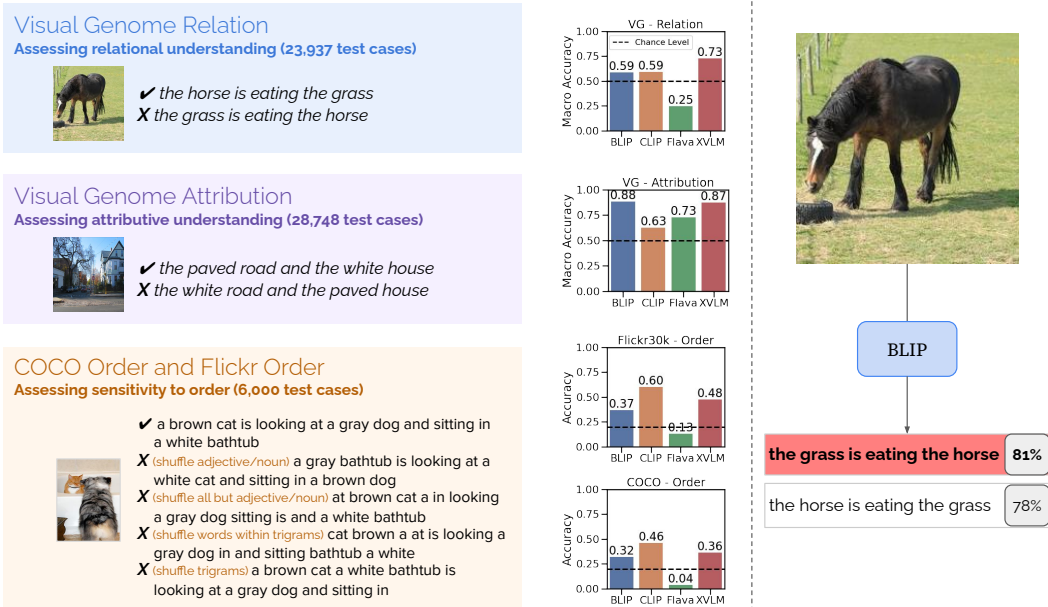 Visual Genome Relation
Assessing relational understanding (23,937 test cases)
✔ the horse is eating the grass
X the grass is eating the horse
Visual Genome Attribution
Assessing attributive understanding (28,748 test cases)
✔ the paved road and the white house
X the white road and the paved house
COCO Order and Flickr Order
Assessing sensitivity to order (6,000 test cases)
✔ a brown cat is looking at a gray dog and sitting in
a white bathtub
X (shuffle adjective/noun) a gray bathtub is looking at a
white cat and sitting in a brown dog
X (shuffle all but adjective/noun) at brown cat a in looking
a gray dog sitting is and a white bathtub
X (shuffle words within trigrams) cat brown a at is looking a
gray dog in and sitting bathtub a white
X (shuffle trigrams) a brown cat a white bathtub is
looking at a gray dog and sitting in
VG - Relation
Macro Accuracy
1.00
0.75
0.50
0.25
0.00
Chance Level
0.59
0.59
0.25
0.73
BLIP CLIP Flava XVLM
VG - Attribution
Macro Accuracy
1.00
0.75
0.50
0.25
0.00
0.88
0.63
0.73
0.87
BLIP CLIP Flava XVLM
Flickr30k - Order
Accuracy
1.00
0.75
0.50
0.25
0.00
0.37
0.60
0.13
0.48
BLIP CLIP Flava XVLM
COCO - Order
Accuracy
1.00
0.75
0.50
0.25
0.00
0.32
0.46
0.04
0.36
BLIP CLIP Flava XVLM
BLIP
the grass is eating the horse 81%
the horse is eating the grass 78%